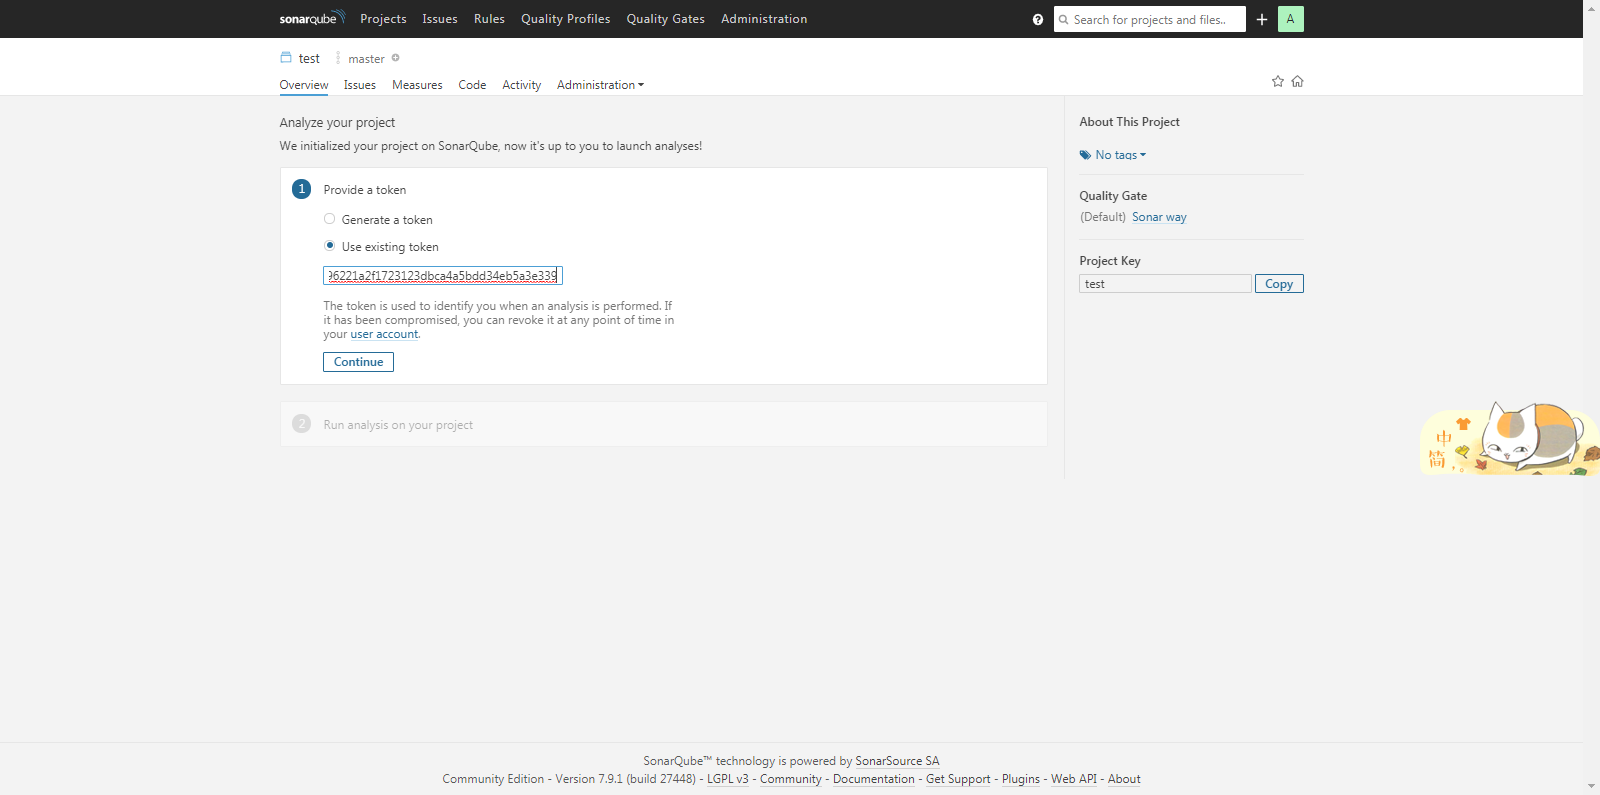 sonarqube Projects Issues Rules Quality Profiles Quality Gates Administration ? Search for projects and files.. + A
test master
Overview Issues Measures Code Activity Administration
Analyze your project
We initialized your project on SonarQube, now it's up to you to launch analyses!
1 Provide a token
Generate a token
Use existing token
96221a2f1723123dbca4a5bdd34eb5a3e339
The token is used to identify you when an analysis is performed. If
it has been compromised, you can revoke it at any point of time in
your user account.
Continue
2 Run analysis on your project
About This Project
No tags
Quality Gate
(Default) Sonar way
Project Key
test Copy
中
简 ,。
SonarQube™ technology is powered by SonarSource SA
Community Edition - Version 7.9.1 (build 27448) - LGPL v3 - Community - Documentation - Get Support - Plugins - Web API - About